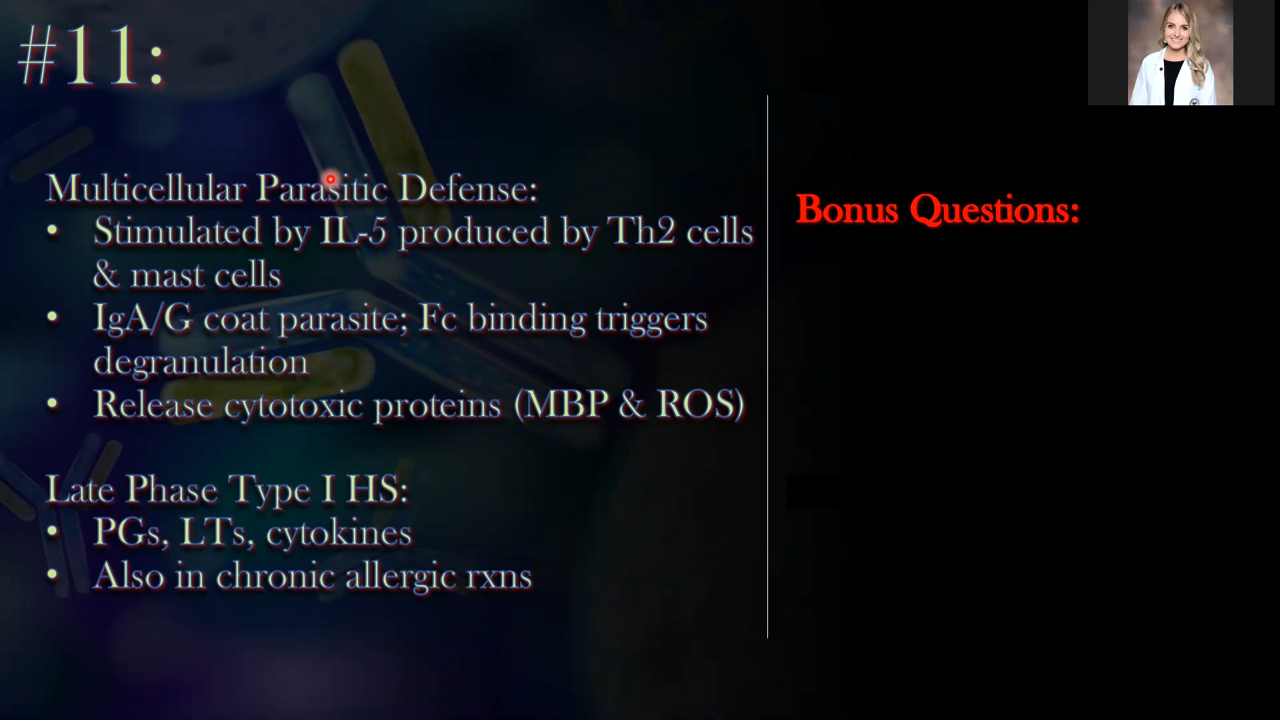 #11:
Multicellular Parasitic Defense:
• Stimulated by IL-5 produced by Th2 cells
& mast cells
• IgA/G coat parasite; Fc binding triggers
degranulation
• Release cytotoxic proteins (MBP & ROS)
Late Phase Type I HS:
• PGs, LTs, cytokines
• Also in chronic allergic rxns
Bonus Questions: